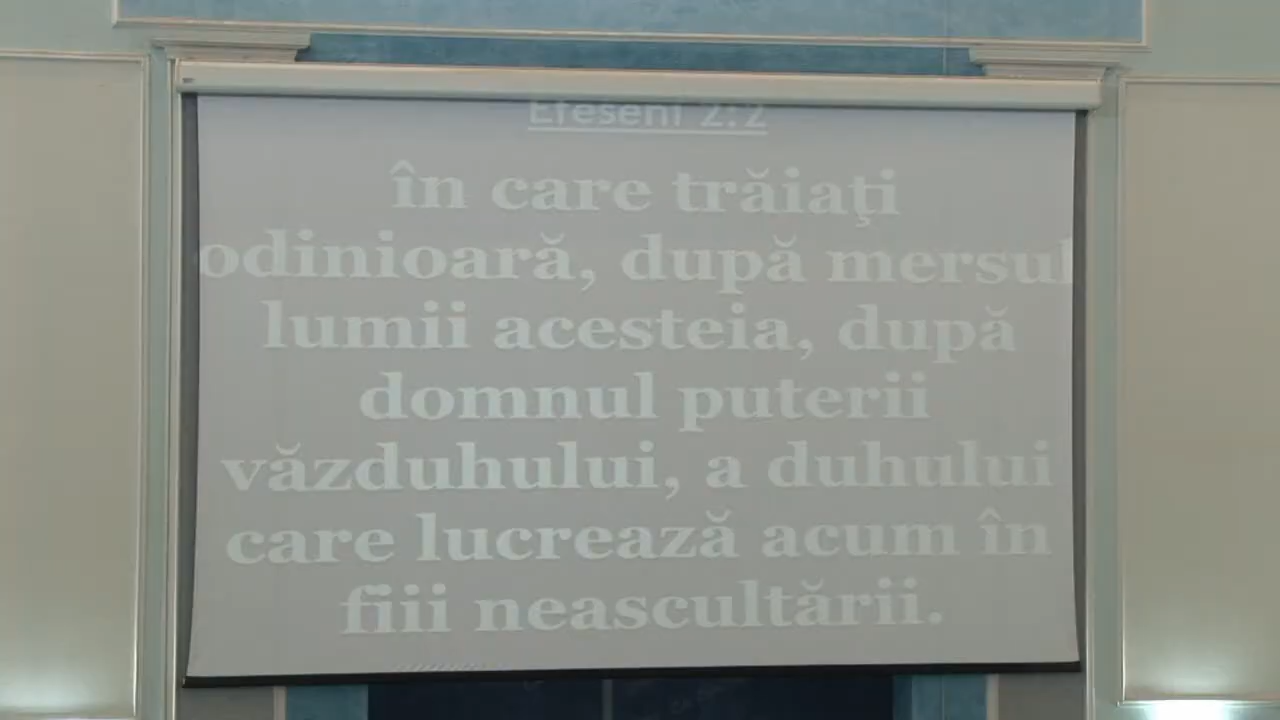 Efeseni 2:2
în care trăiaţi
odinioară, după mersul
lumii acesteia, după
domnul puterii
văzduhului, a duhului
care lucrează acum în
fiii neascultării.